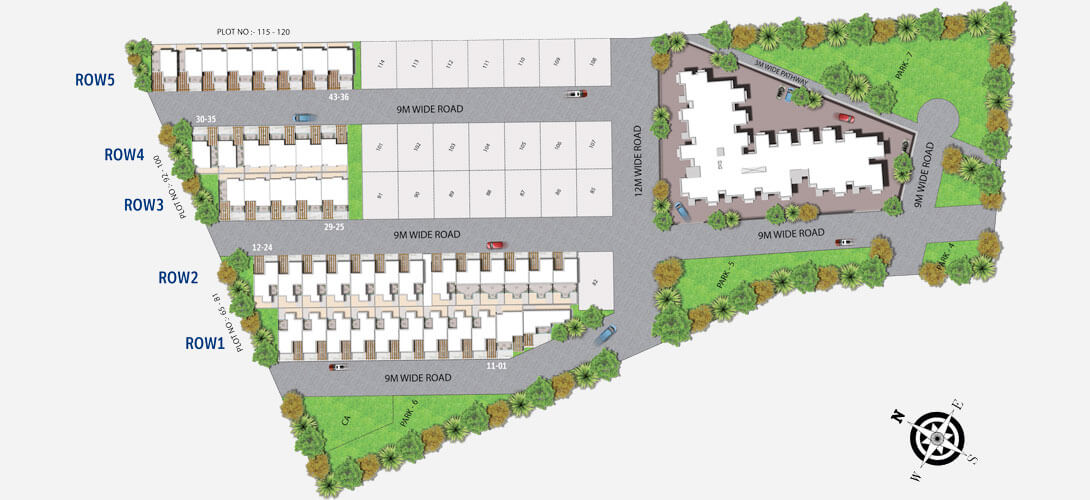 PLOT NO :- 115 - 120
ROW5
43-36
114
113
112
111
110
109
108
9M WIDE ROAD
3M WIDE PATHWAY
PARK - 7
30-35
ROW4
101
102
103
104
105
106
107
12M WIDE ROAD
9M WIDE ROAD
PLOT NO :- 92 - 100
ROW3
91
90
89
88
87
86
85
29-25
9M WIDE ROAD
9M WIDE ROAD
12-24
ROW2
82
PARK - 5
PARK - 4
PLOT NO :- 65 - 81
ROW1
11-01
9M WIDE ROAD
CA
PARK - 6
N
E
S
W